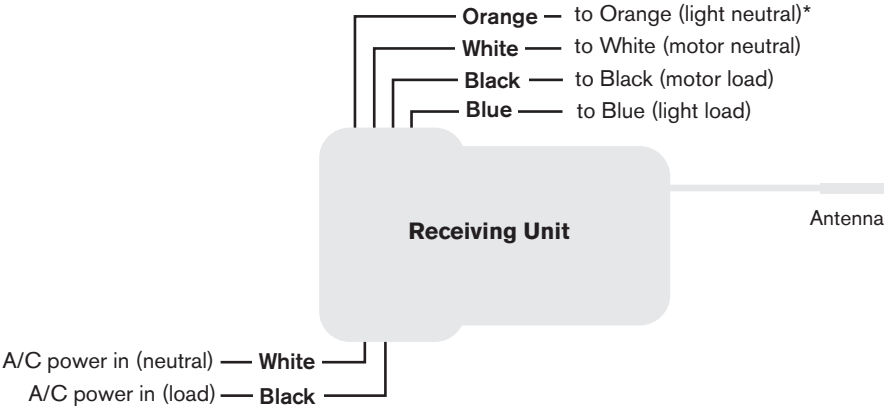 Orange — to Orange (light neutral)*
White — to White (motor neutral)
Black — to Black (motor load)
Blue — to Blue (light load)
Antenna
Receiving Unit
A/C power in (neutral) — White
A/C power in (load) — Black